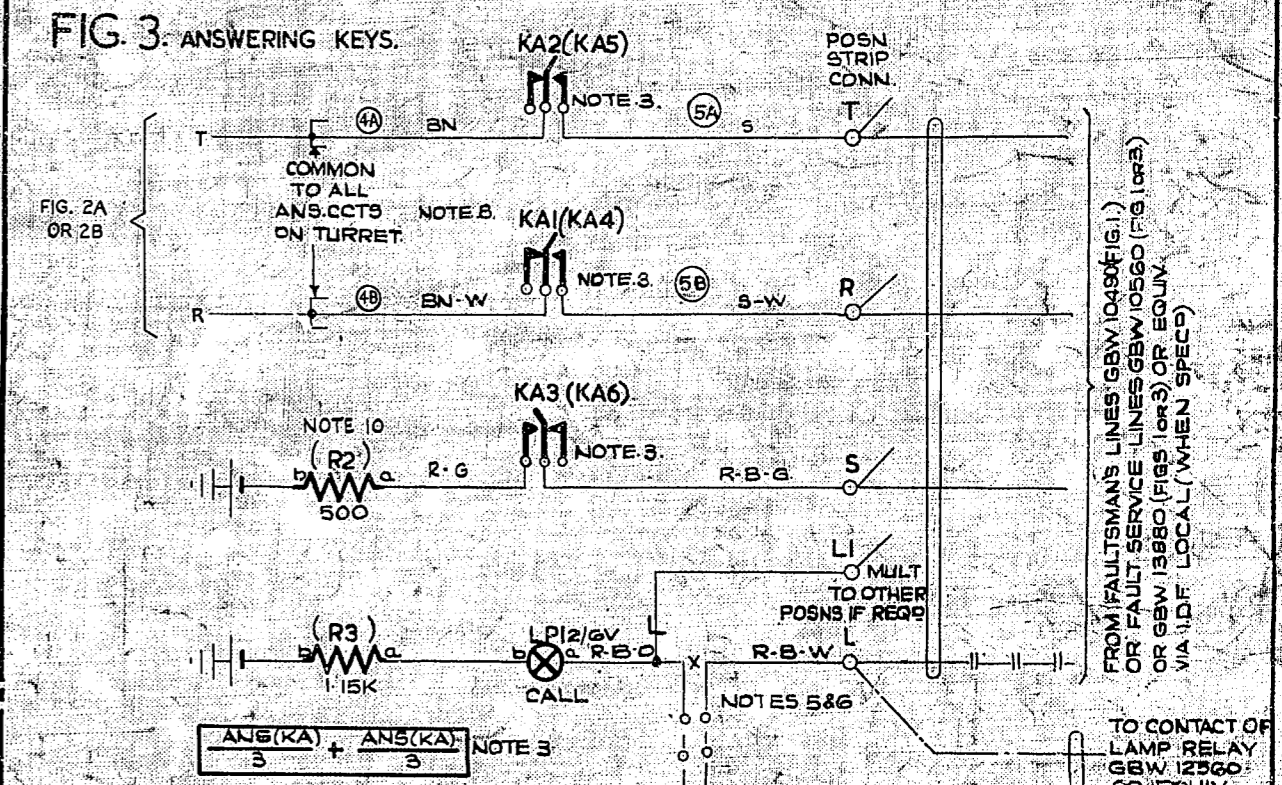 FIG. 3. ANSWERING KEYS.
KA2(KA5)
NOTE 3.
POSN
STRIP
CONN.
T
4A
BN
5A
S
T
COMMON
TO ALL
ANS.CCTS
ON TURRET
NOTE 8.
FIG. 2A
OR 2B
KA1(KA4)
NOTE.3.
5B
R
4B
BN-W
S-W
R
KA3(KA6).
NOTE.3.
NOTE 10
(R2)
b
a
500
R-G
R-B-G
S
L1
MULT
TO OTHER
POSNS IF REQD
(R3)
b
a
1·15K
LP12/6V
b
a
CALL
R-B-O
L
X
R-B-W
L
NOTES 5&6
ANS(KA)
3
+
ANS(KA)
3
NOTE 3
FROM FAULTSMAN'S LINES GBW 10490(FIG.1.)
OR FAULT SERVICE LINES GBW 10560 (FIG 1 OR 3)
OR GBW 13880.(FIGS 1 OR 3) OR EQUIV.
VIA I.D.F LOCAL (WHEN SPECD)
TO CONTACT OF
LAMP RELAY
GBW 12560
OR EQUIV